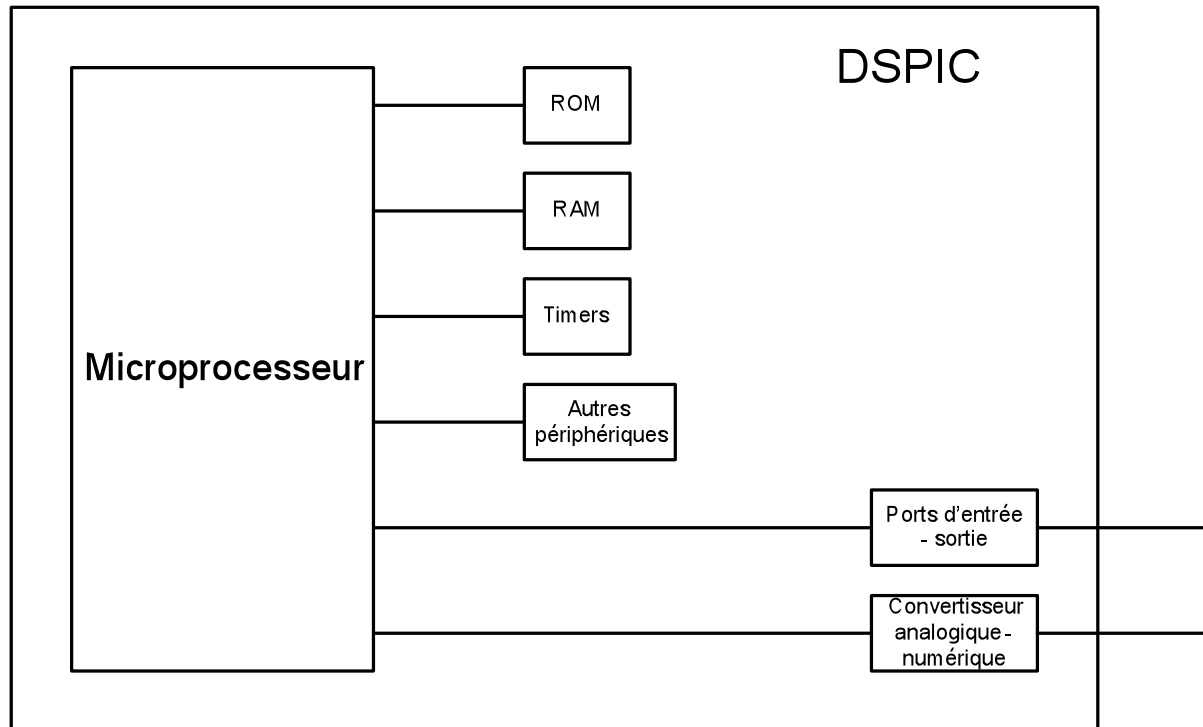 DSPIC
ROM
RAM
Timers
Microprocesseur
Autres
périphériques
Ports d'entrée
- sortie
Convertisseur
analogique-
numérique